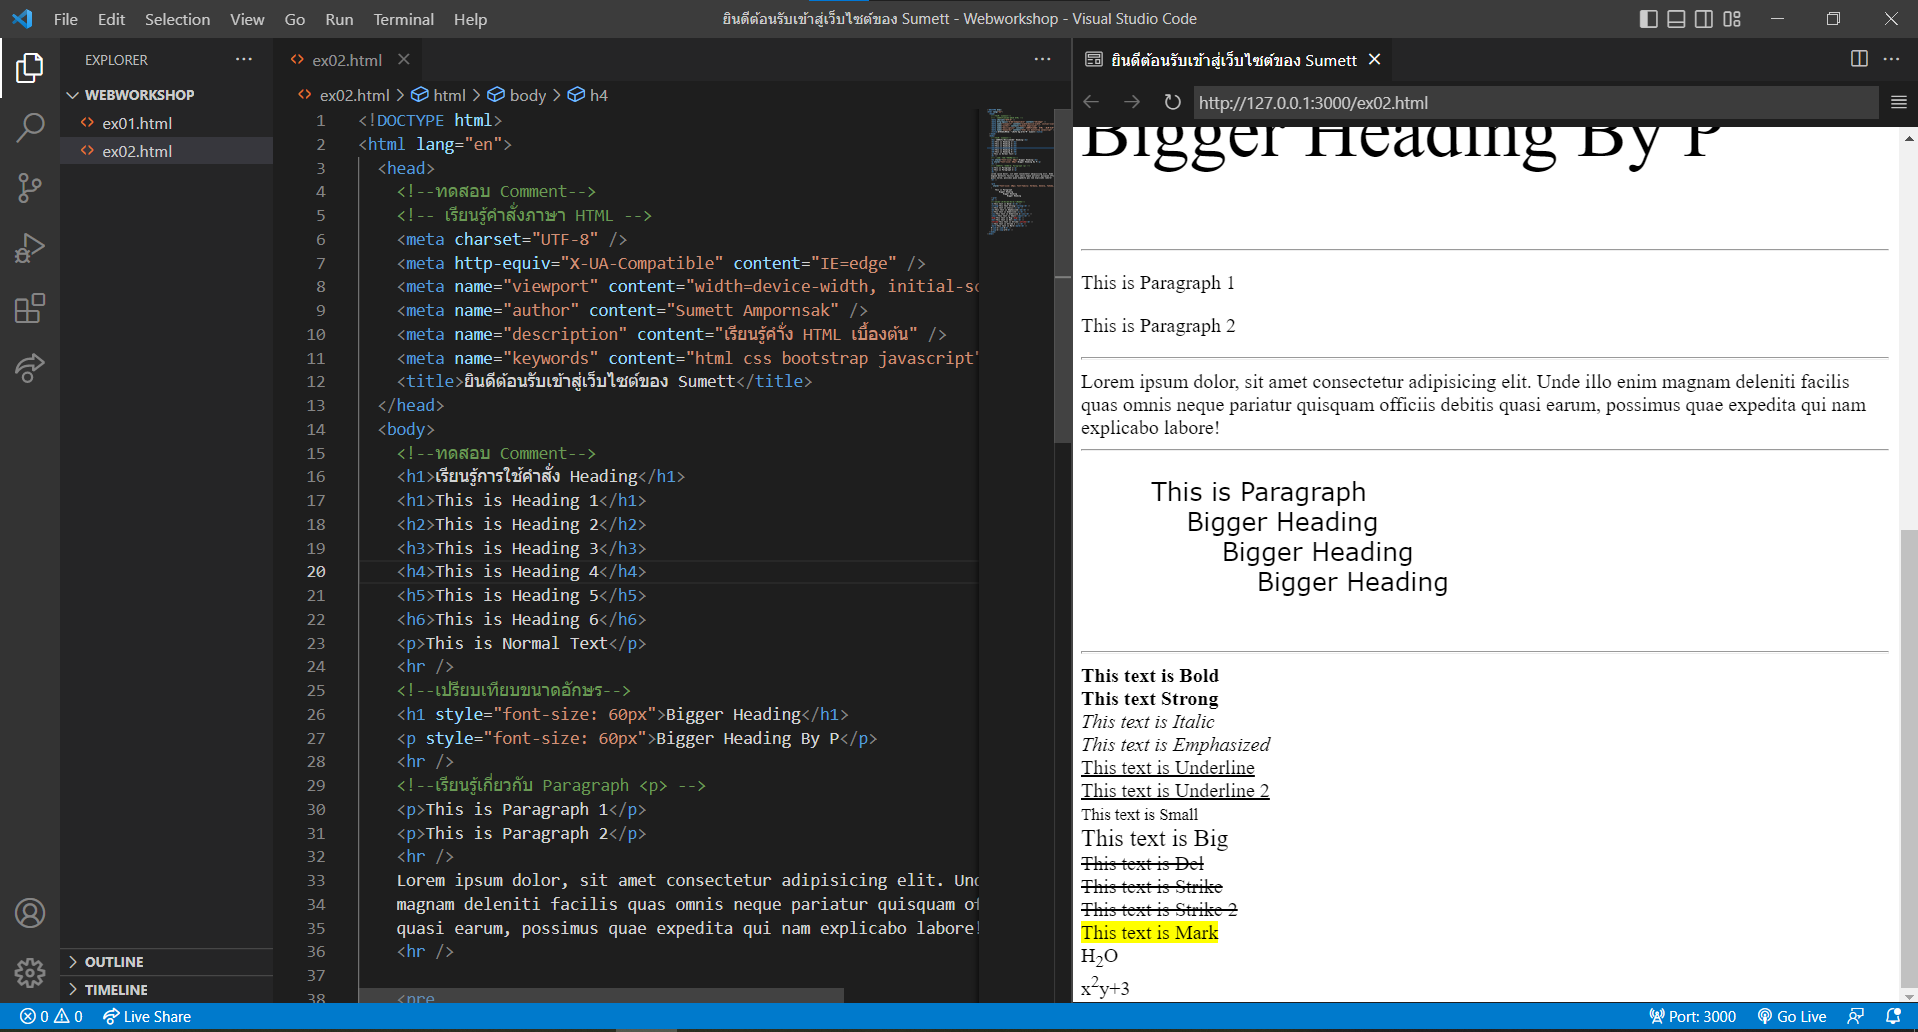 File Edit Selection View Go Run Terminal Help
ยินดีต้อนรับเข้าสู่เว็บไซต์ของ Sumett - Webworkshop - Visual Studio Code
EXPLORER
WEBWORKSHOP
ex01.html
ex02.html
OUTLINE
TIMELINE
ex02.html
ex02.html > html > body > h4
1 <!DOCTYPE html>
2 <html lang="en">
3 <head>
4 <!--ทดสอบ Comment-->
5 <!-- เรียนรู้คำสั่งภาษา HTML -->
6 <meta charset="UTF-8" />
7 <meta http-equiv="X-UA-Compatible" content="IE=edge" />
8 <meta name="viewport" content="width=device-width, initial-sc
9 <meta name="author" content="Sumett Ampornsak" />
10 <meta name="description" content="เรียนรู้คำั่ง HTML เบื้องต้น" />
11 <meta name="keywords" content="html css bootstrap javascript"
12 <title>ยินดีต้อนรับเข้าสู่เว็บไซต์ของ Sumett</title>
13 </head>
14 <body>
15 <!--ทดสอบ Comment-->
16 <h1>เรียนรู้การใช้คำสั่ง Heading</h1>
17 <h1>This is Heading 1</h1>
18 <h2>This is Heading 2</h2>
19 <h3>This is Heading 3</h3>
20 <h4>This is Heading 4</h4>
21 <h5>This is Heading 5</h5>
22 <h6>This is Heading 6</h6>
23 <p>This is Normal Text</p>
24 <hr />
25 <!--เปรียบเทียบขนาดอักษร-->
26 <h1 style="font-size: 60px">Bigger Heading</h1>
27 <p style="font-size: 60px">Bigger Heading By P</p>
28 <hr />
29 <!--เรียนรู้เกี่ยวกับ Paragraph <p> -->
30 <p>This is Paragraph 1</p>
31 <p>This is Paragraph 2</p>
32 <hr />
33 Lorem ipsum dolor, sit amet consectetur adipisicing elit. Und
34 magnam deleniti facilis quas omnis neque pariatur quisquam of
35 quasi earum, possimus quae expedita qui nam explicabo labore!
36 <hr />
37
38 <pre
ยินดีต้อนรับเข้าสู่เว็บไซต์ของ Sumett
http://127.0.0.1:3000/ex02.html
Bigger Heading By P
This is Paragraph 1
This is Paragraph 2
Lorem ipsum dolor, sit amet consectetur adipisicing elit. Unde illo enim magnam deleniti facilis
quas omnis neque pariatur quisquam officiis debitis quasi earum, possimus quae expedita qui nam
explicabo labore!
This is Paragraph
Bigger Heading
Bigger Heading
Bigger Heading
This text is Bold
This text Strong
This text is Italic
This text is Emphasized
This text is Underline
This text is Underline 2
This text is Small
This text is Big
This text is Del
This text is Strike
This text is Strike 2
This text is Mark
H2O
x2y+3
0 0 Live Share
Port: 3000 Go Live